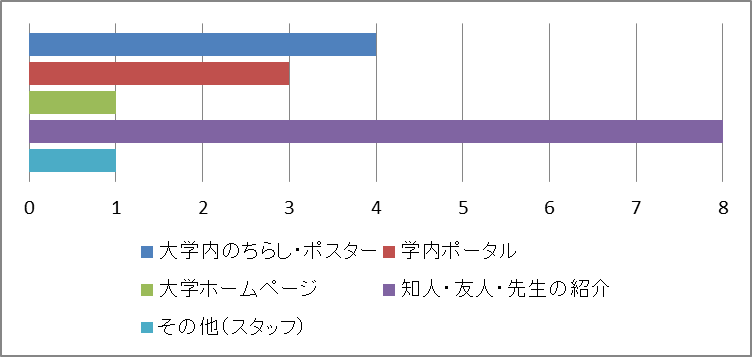 0 1 2 3 4 5 6 7 8
大学内のちらし・ポスター 学内ポータル
大学ホームページ 知人・友人・先生の紹介
その他(スタッフ)